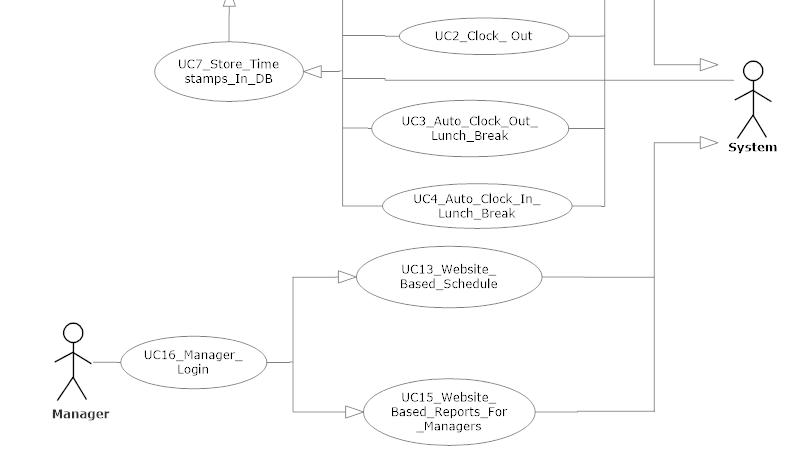 UC2_Clock_ Out
UC7_Store_Time
stamps_In_DB
UC3_Auto_Clock_Out_
Lunch_Break
System
UC4_Auto_Clock_In_
Lunch_Break
UC13_Website_
Based_Schedule
UC16_Manager_
Login
Manager
UC15_Website_
Based_Reports_For
_Managers